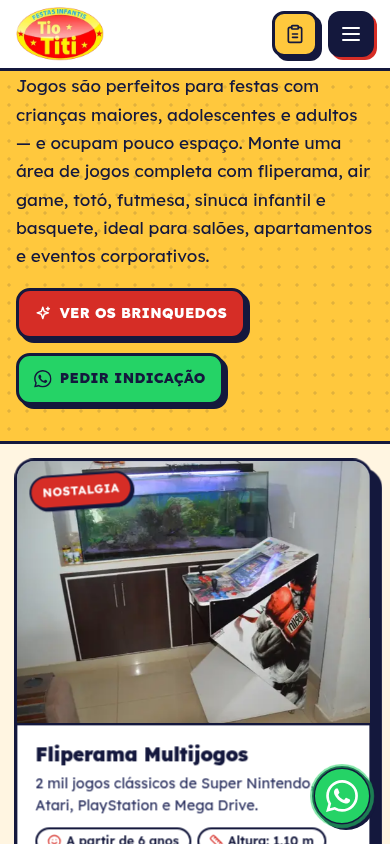 FESTAS INFANTIS
Tio
Titi
Jogos são perfeitos para festas com
crianças maiores, adolescentes e adultos
— e ocupam pouco espaço. Monte uma
área de jogos completa com fliperama, air
game, totó, futmesa, sinuca infantil e
basquete, ideal para salões, apartamentos
e eventos corporativos.
VER OS BRINQUEDOS
PEDIR INDICAÇÃO
NOSTALGIA
Fliperama Multijogos
2 mil jogos clássicos de Super Nintendo,
Atari, PlayStation e Mega Drive.
A partir de 6 anos
Altura: 1,10 m